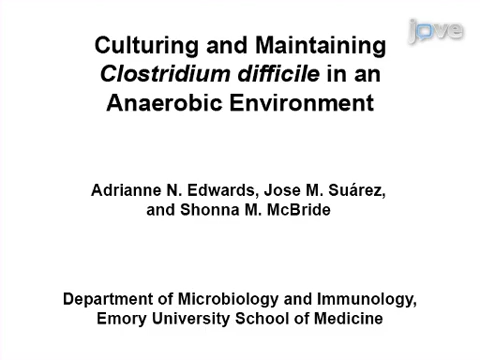 jove
Culturing and Maintaining
Clostridium difficile in an
Anaerobic Environment
Adrianne N. Edwards, Jose M. Suárez,
and Shonna M. McBride
Department of Microbiology and Immunology,
Emory University School of Medicine